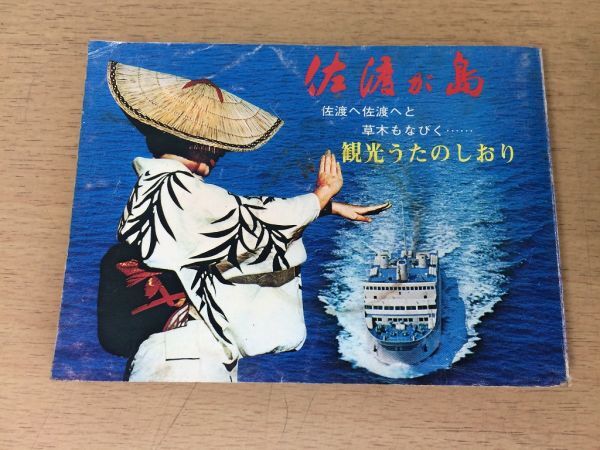 佐渡が島
佐渡へ佐渡へと
草木もなびく……
観光うたのしおり